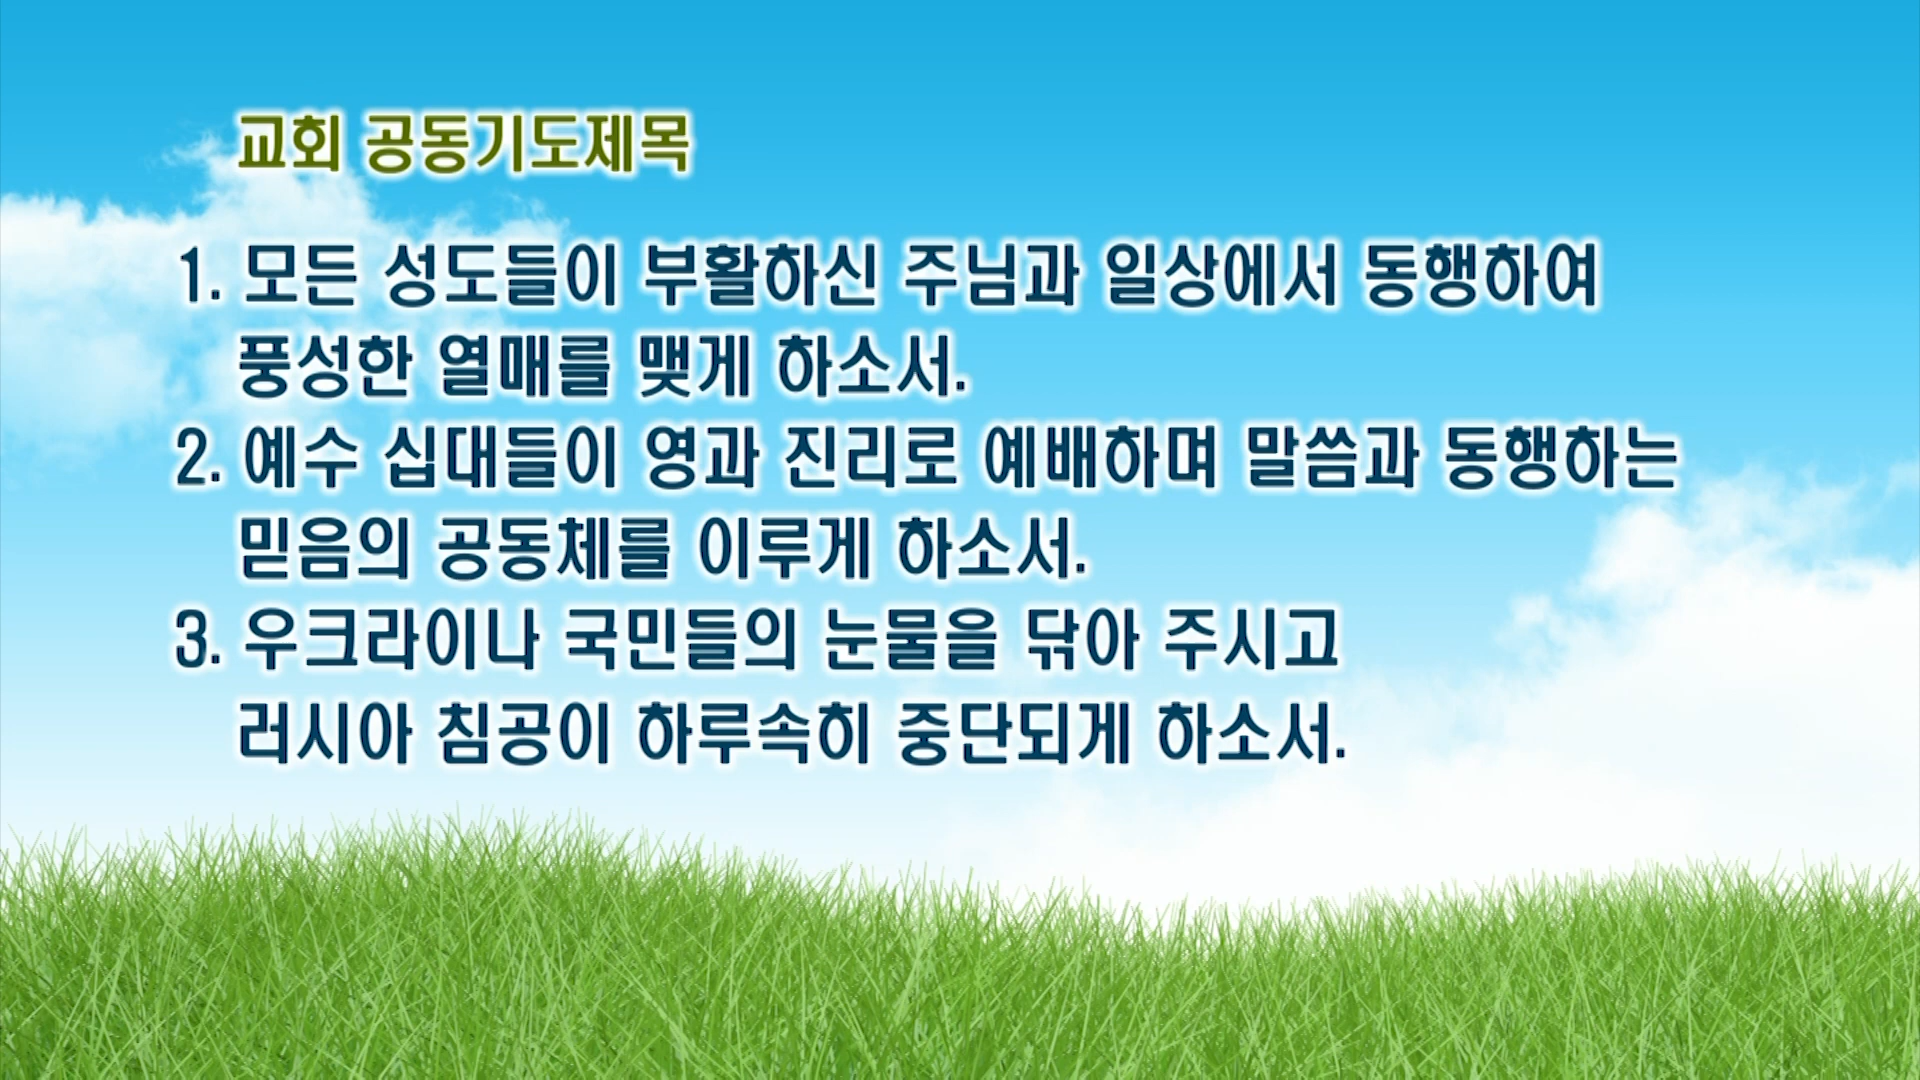 교회 공동기도제목
1. 모든 성도들이 부활하신 주님과 일상에서 동행하여
풍성한 열매를 맺게 하소서.
2. 예수 십대들이 영과 진리로 예배하며 말씀과 동행하는
믿음의 공동체를 이루게 하소서.
3. 우크라이나 국민들의 눈물을 닦아 주시고
러시아 침공이 하루속히 중단되게 하소서.